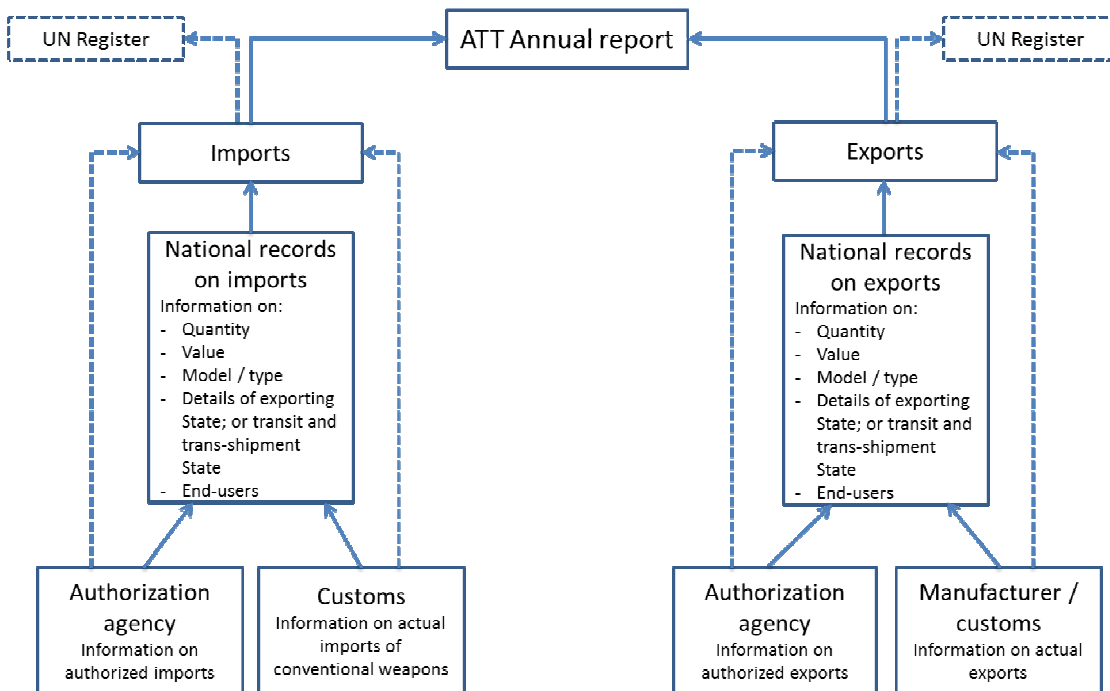 UN Register
ATT Annual report
UN Register
Imports
Exports
National records
on imports
Information on:
- Quantity
- Value
- Model / type
- Details of exporting
State; or transit and
trans-shipment
State
- End-users
National records
on exports
Information on:
- Quantity
- Value
- Model / type
- Details of exporting
State; or transit and
trans-shipment
State
- End-users
Authorization
agency
Information on
authorized imports
Customs
Information on actual
imports of
conventional weapons
Authorization
agency
Information on
authorized exports
Manufacturer /
customs
Information on actual
exports